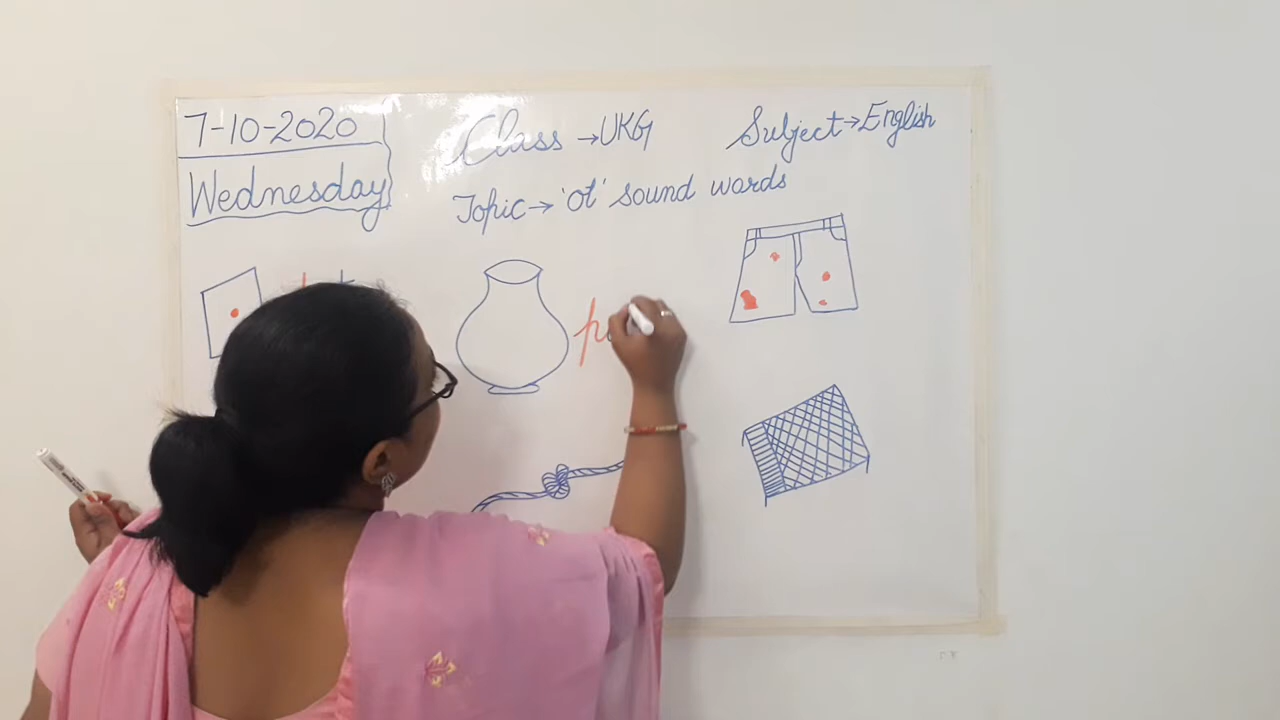 7-10-2020
Wednesday
Class →UKG
Subject→English
Topic→ 'ot' sound words